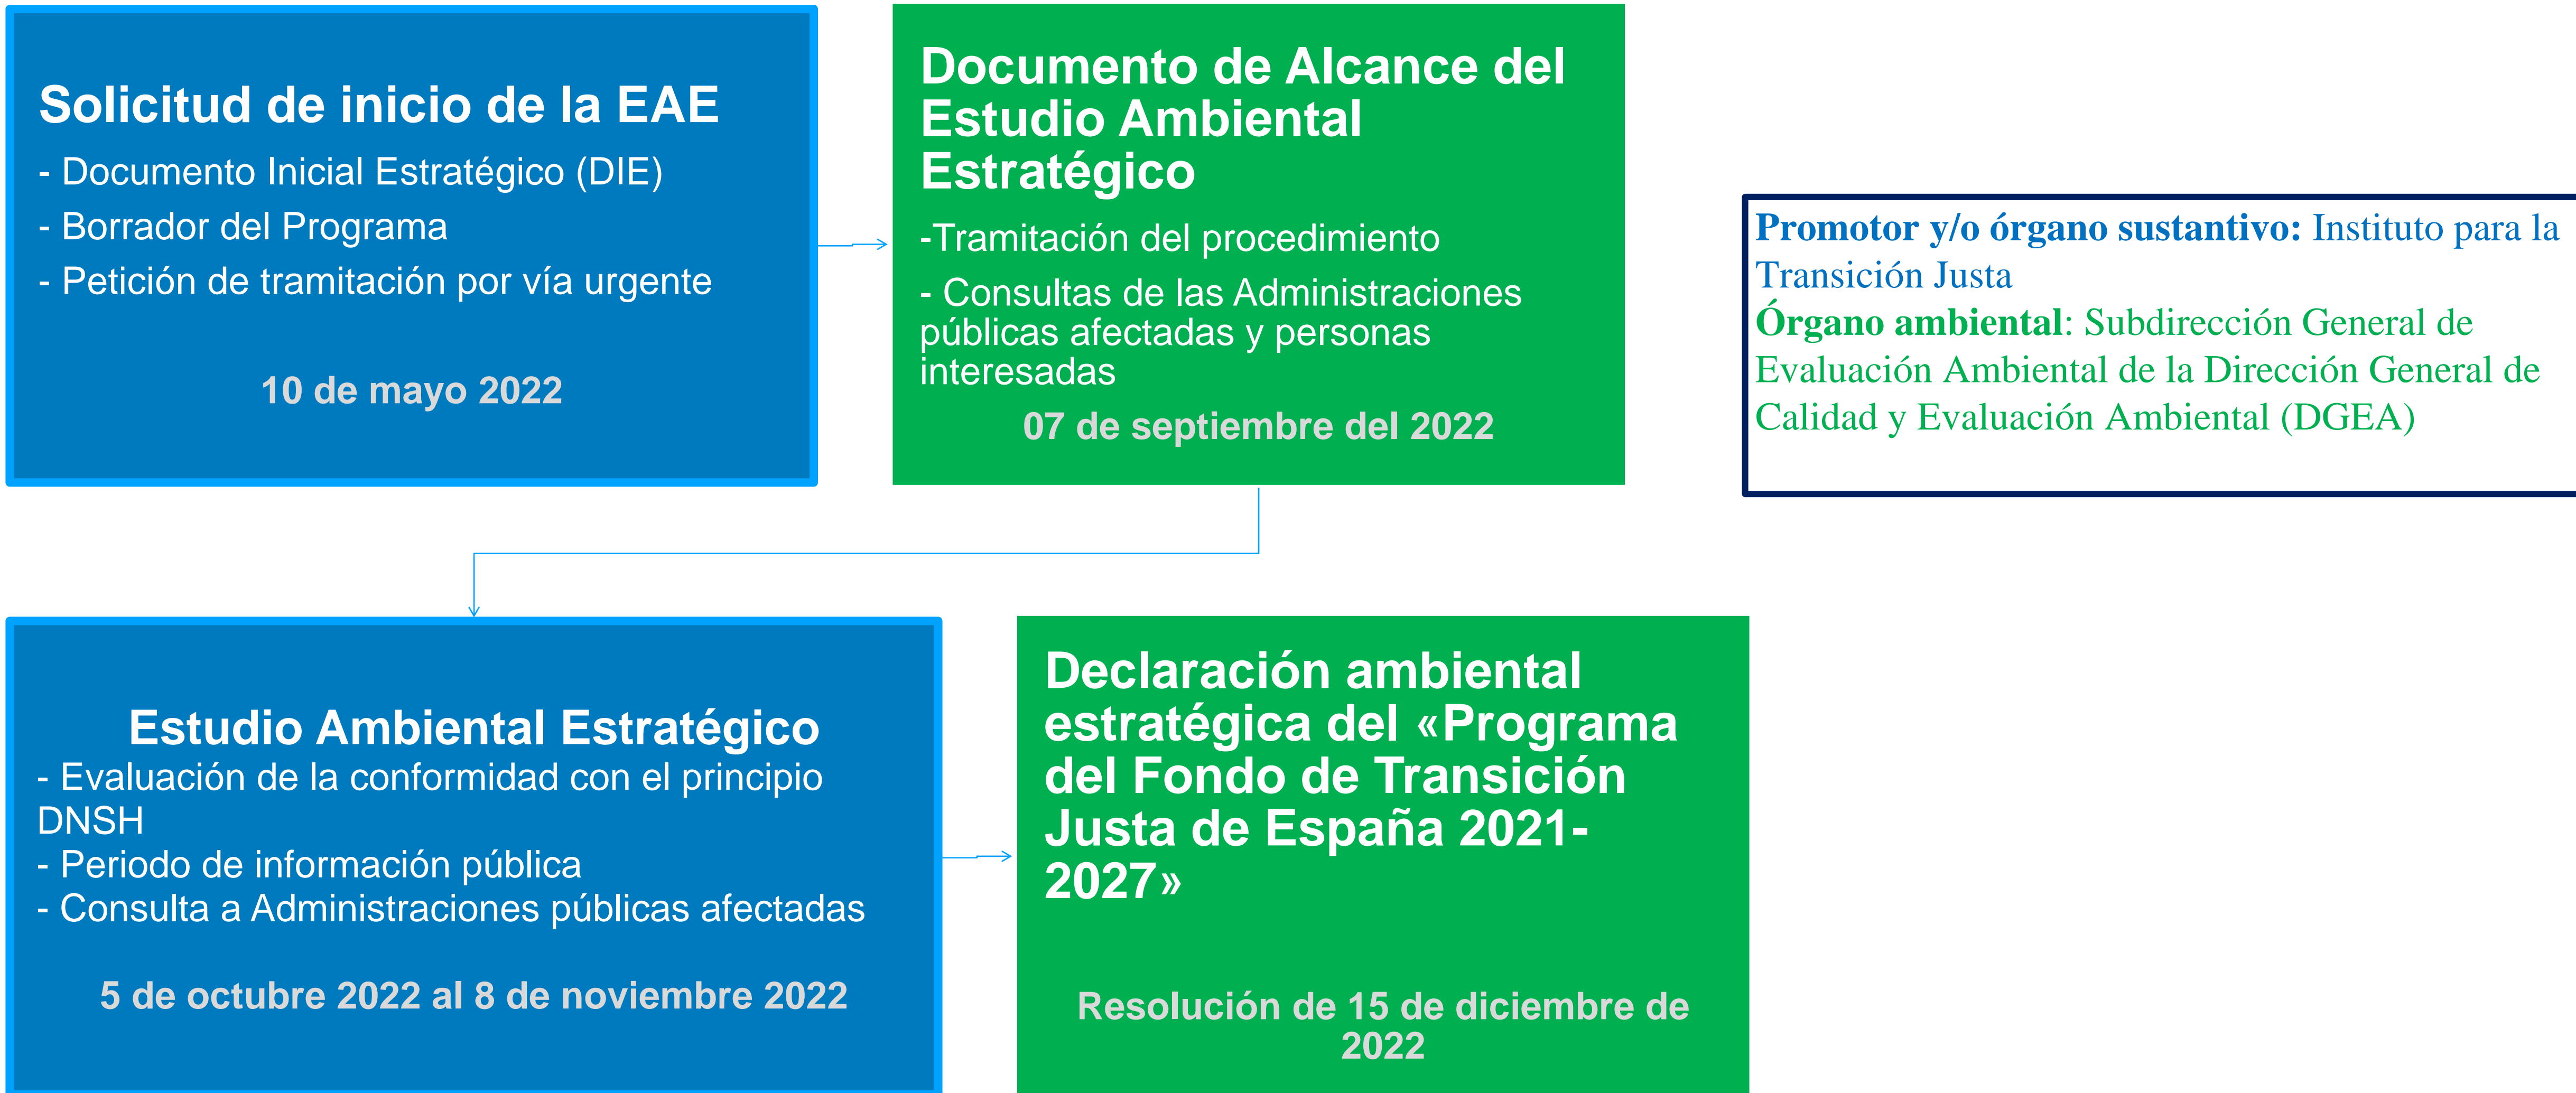 Solicitud de inicio de la EAE
- Documento Inicial Estratégico (DIE)
- Borrador del Programa
- Petición de tramitación por vía urgente
10 de mayo 2022
Documento de Alcance del
Estudio Ambiental
Estratégico
-Tramitación del procedimiento
- Consultas de las Administraciones
públicas afectadas y personas
interesadas
07 de septiembre del 2022
Promotor y/o órgano sustantivo: Instituto para la
Transición Justa
Órgano ambiental: Subdirección General de
Evaluación Ambiental de la Dirección General de
Calidad y Evaluación Ambiental (DGEA)
Estudio Ambiental Estratégico
- Evaluación de la conformidad con el principio
DNSH
- Periodo de información pública
- Consulta a Administraciones públicas afectadas
5 de octubre 2022 al 8 de noviembre 2022
Declaración ambiental
estratégica del «Programa
del Fondo de Transición
Justa de España 2021-
2027»
Resolución de 15 de diciembre de
2022